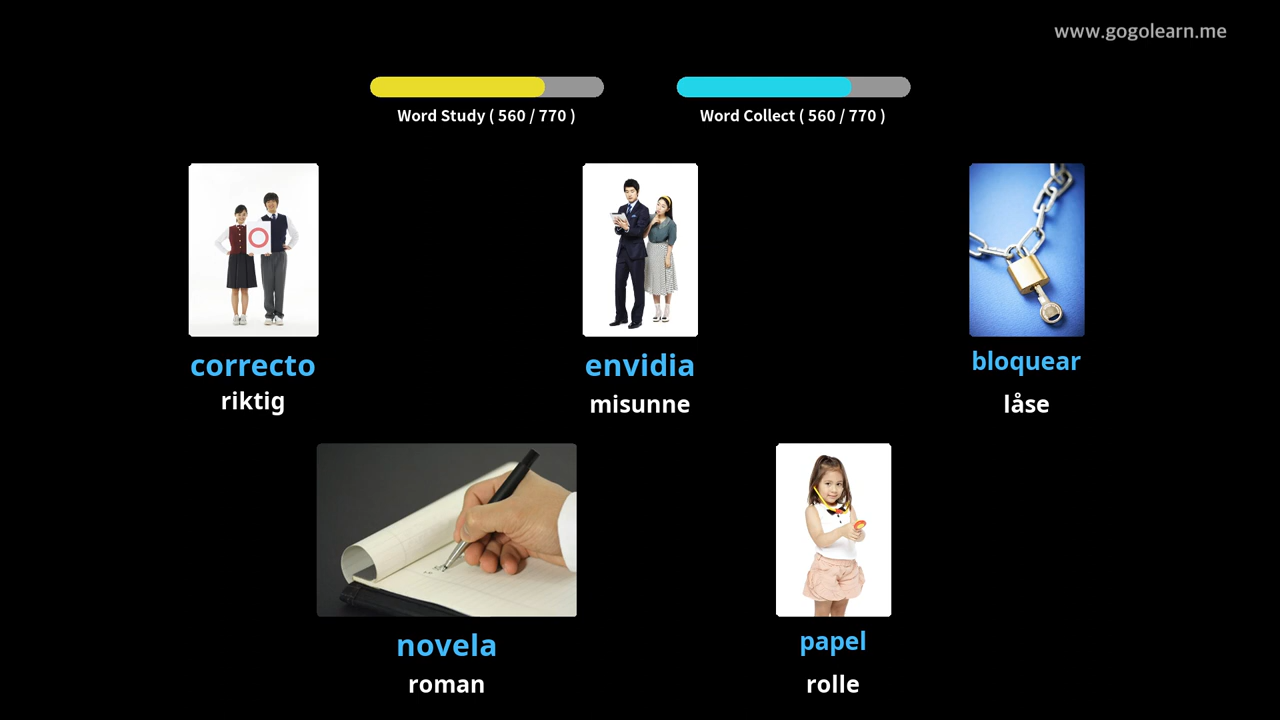 www.gogolearn.me
Word Study ( 560 / 770 )
Word Collect ( 560 / 770 )
correcto
riktig
envidia
misunne
bloquear
låse
novela
roman
papel
rolle